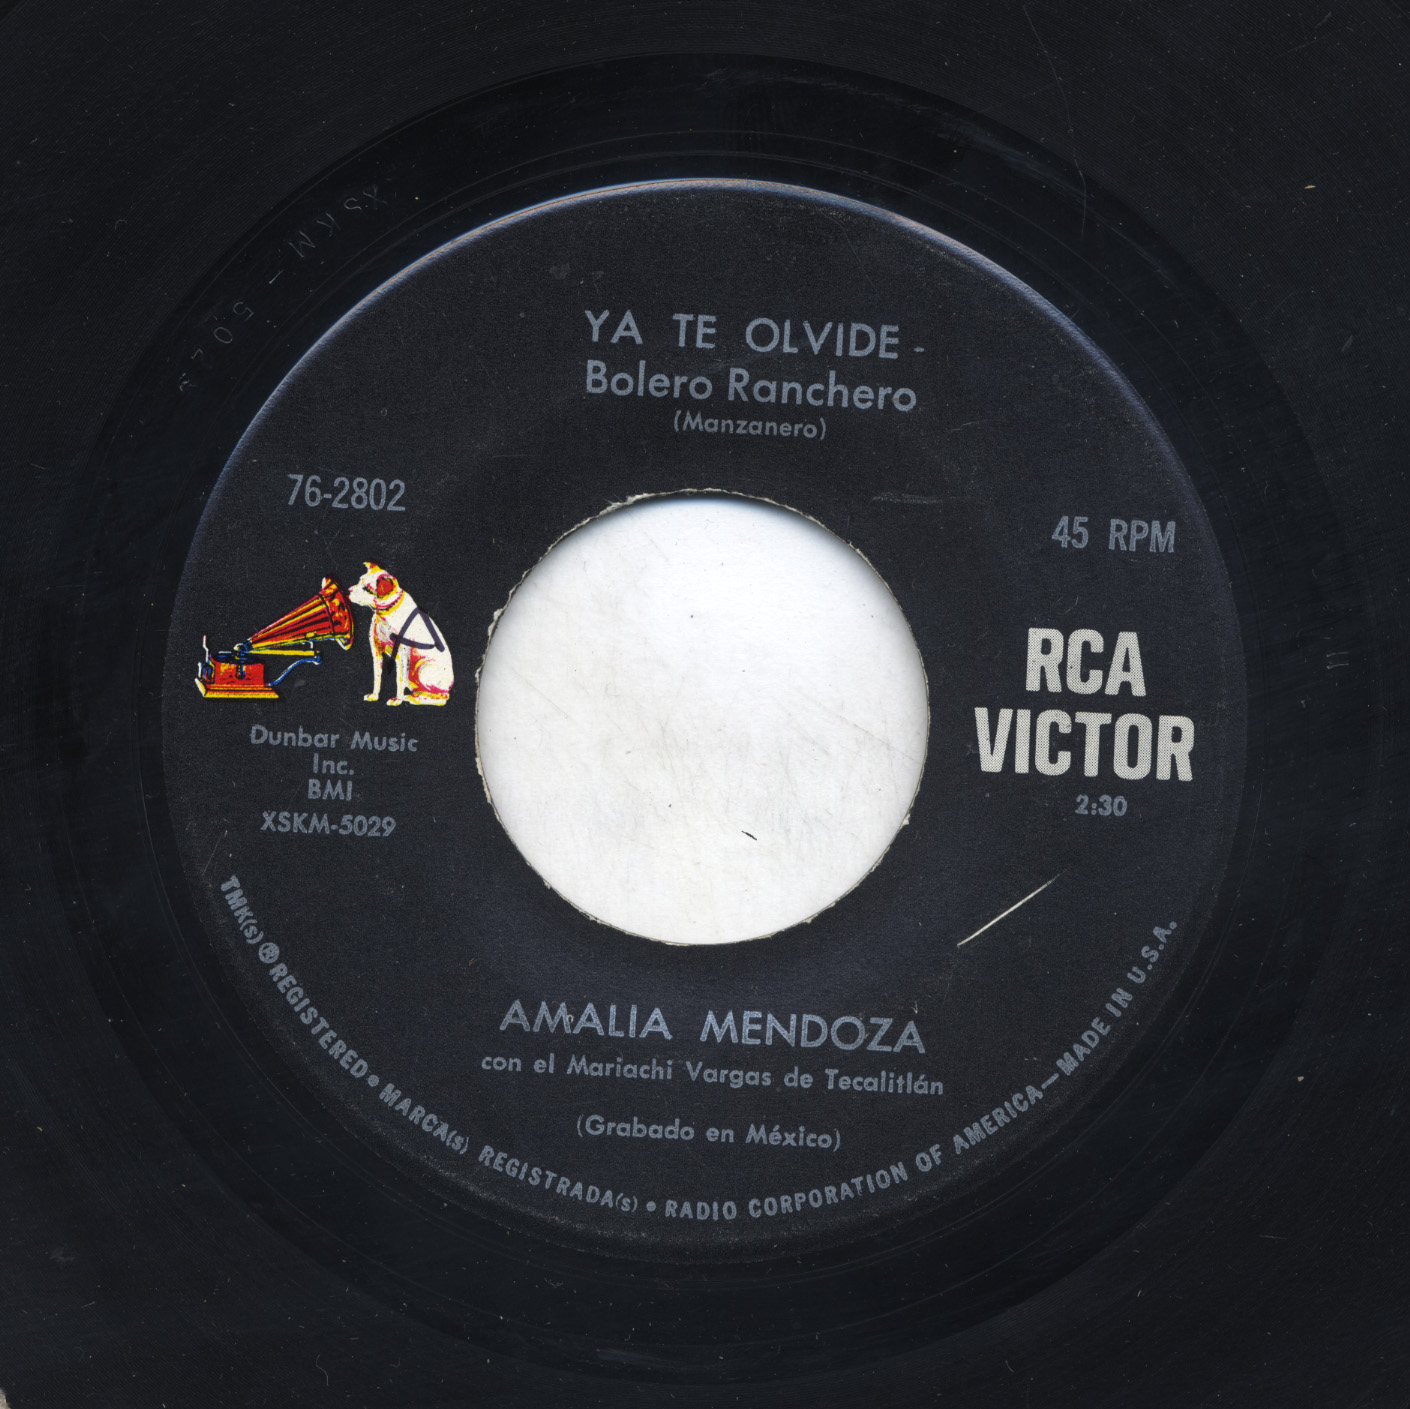 YA TE OLVIDE -
Bolero Ranchero
(Manzanero)
76-2802
45 RPM
RCA
VICTOR
2:30
Dunbar Music
Inc.
BMI
XSKM-5029
AMALIA MENDOZA
con el Mariachi Vargas de Tecalitlán
(Grabado en México)
TMK(s) ® REGISTERED • MARCA(s) REGISTRADA(s) • RADIO CORPORATION OF AMERICA — MADE IN U.S.A.